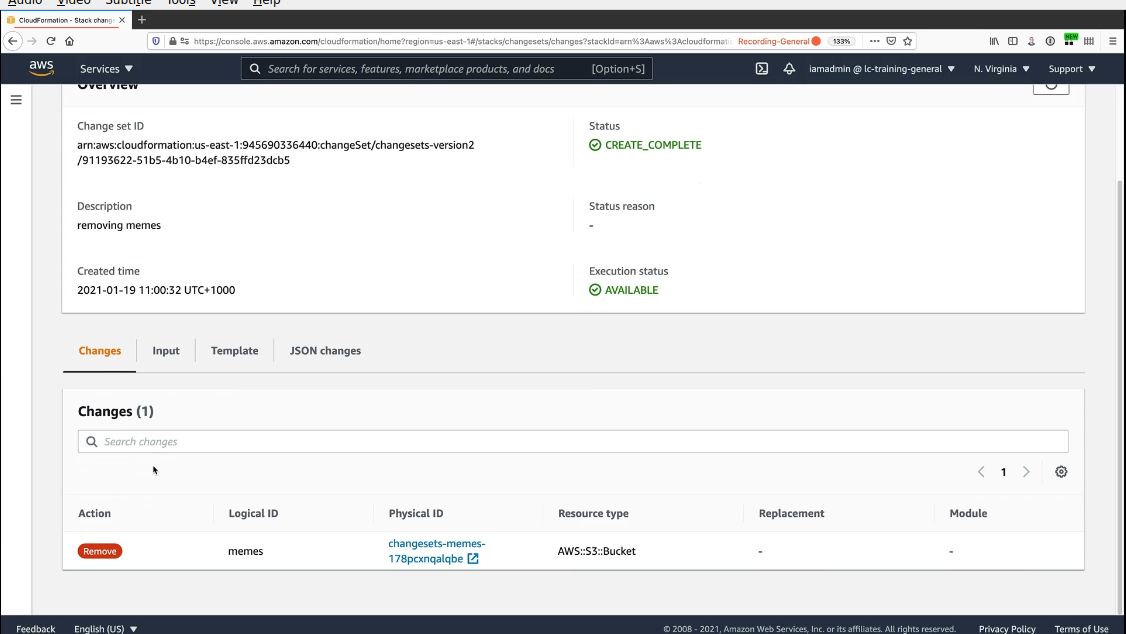 Audio Video Subtitle Tools View Help
CloudFormation - Stack chang
https://console.aws.amazon.com/cloudformation/home?region=us-east-1#/stacks/changesets/changes?stackId=arn%3Aaws%3Acloudformati Recording-General 133%
NEW
aws Services Search for services, features, marketplace products, and docs [Option+S] iamadmin @ lc-training-general N. Virginia Support
Overview
Change set ID
arn:aws:cloudformation:us-east-1:945690336440:changeSet/changesets-version2
/91193622-51b5-4b10-b4ef-835ffd23dcb5
Status
CREATE_COMPLETE
Description
removing memes
Status reason
-
Created time
2021-01-19 11:00:32 UTC+1000
Execution status
AVAILABLE
Changes Input Template JSON changes
Changes (1)
Search changes
1
Action Logical ID Physical ID Resource type Replacement Module
Remove memes changesets-memes-
178pcxnqalqbe AWS::S3::Bucket - -
Feedback English (US) © 2008 - 2021, Amazon Web Services, Inc. or its affiliates. All rights reserved. Privacy Policy Terms of Use